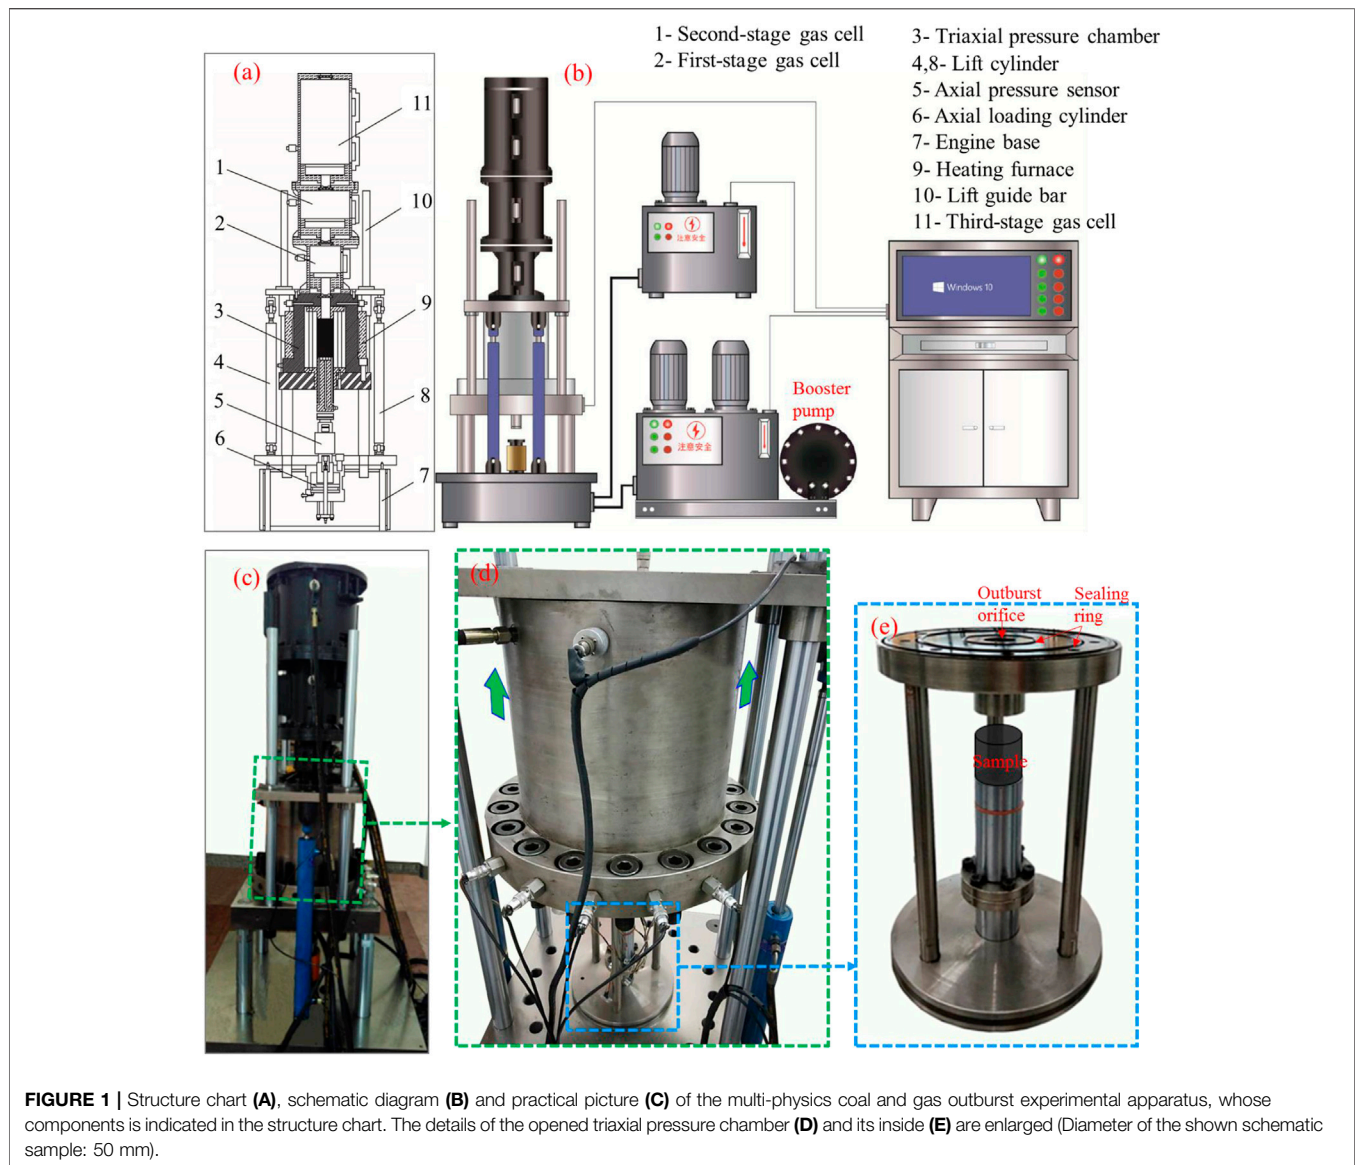 1- Second-stage gas cell
2- First-stage gas cell
3- Triaxial pressure chamber
4,8- Lift cylinder
5- Axial pressure sensor
6- Axial loading cylinder
7- Engine base
9- Heating furnace
10- Lift guide bar
11- Third-stage gas cell
(a)
11
1
10
2
9
3
4
8
5
6
7
(b)
注意安全
Windows 10
注意安全
Booster
pump
(c)
(d)
(e)
Outburst
orifice
Sealing
ring
Sample
FIGURE 1 | Structure chart (A), schematic diagram (B) and practical picture (C) of the multi-physics coal and gas outburst experimental apparatus, whose
components is indicated in the structure chart. The details of the opened triaxial pressure chamber (D) and its inside (E) are enlarged (Diameter of the shown schematic
sample: 50 mm).